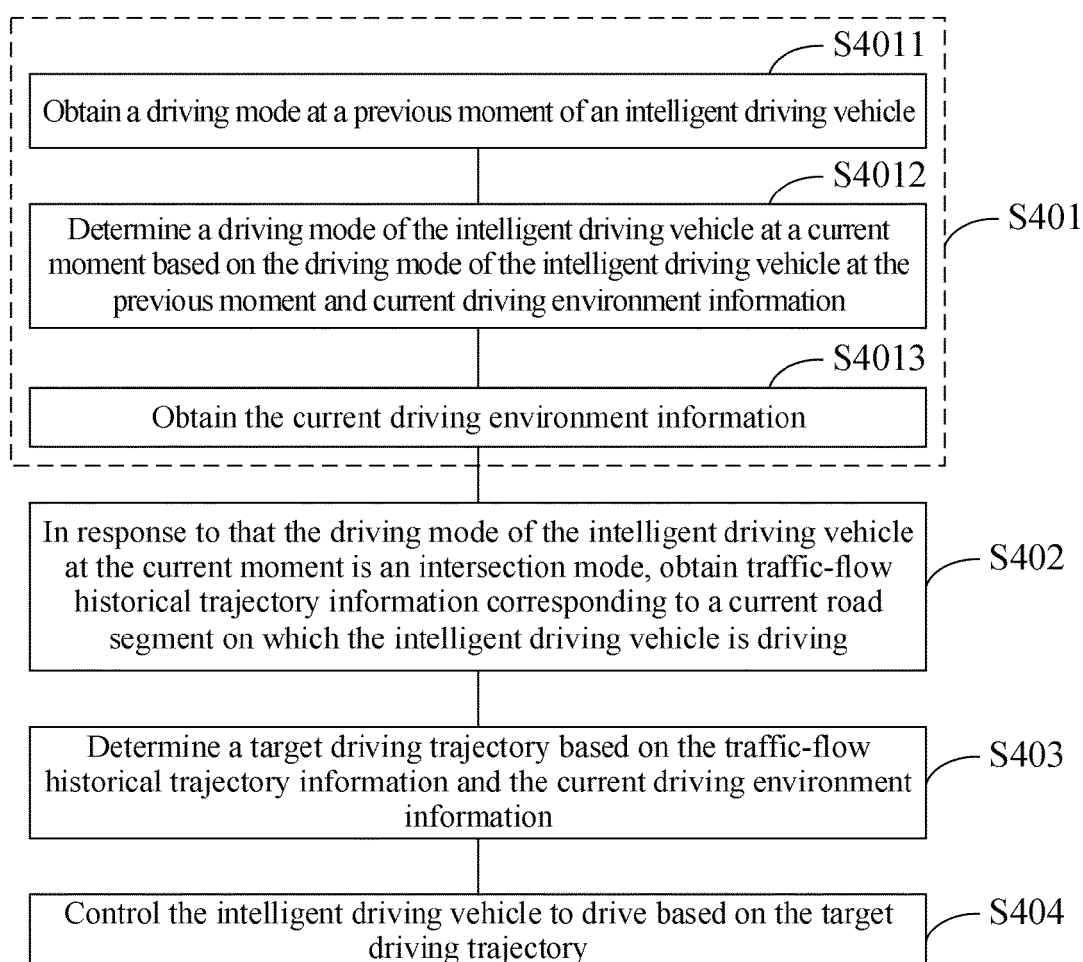 S4011
Obtain a driving mode at a previous moment of an intelligent driving vehicle
S4012
Determine a driving mode of the intelligent driving vehicle at a current
moment based on the driving mode of the intelligent driving vehicle at the
previous moment and current driving environment information
S401
S4013
Obtain the current driving environment information
In response to that the driving mode of the intelligent driving vehicle
at the current moment is an intersection mode, obtain traffic-flow
historical trajectory information corresponding to a current road
segment on which the intelligent driving vehicle is driving
S402
Determine a target driving trajectory based on the traffic-flow
historical trajectory information and the current driving environment
information
S403
Control the intelligent driving vehicle to drive based on the target
driving trajectory
S404